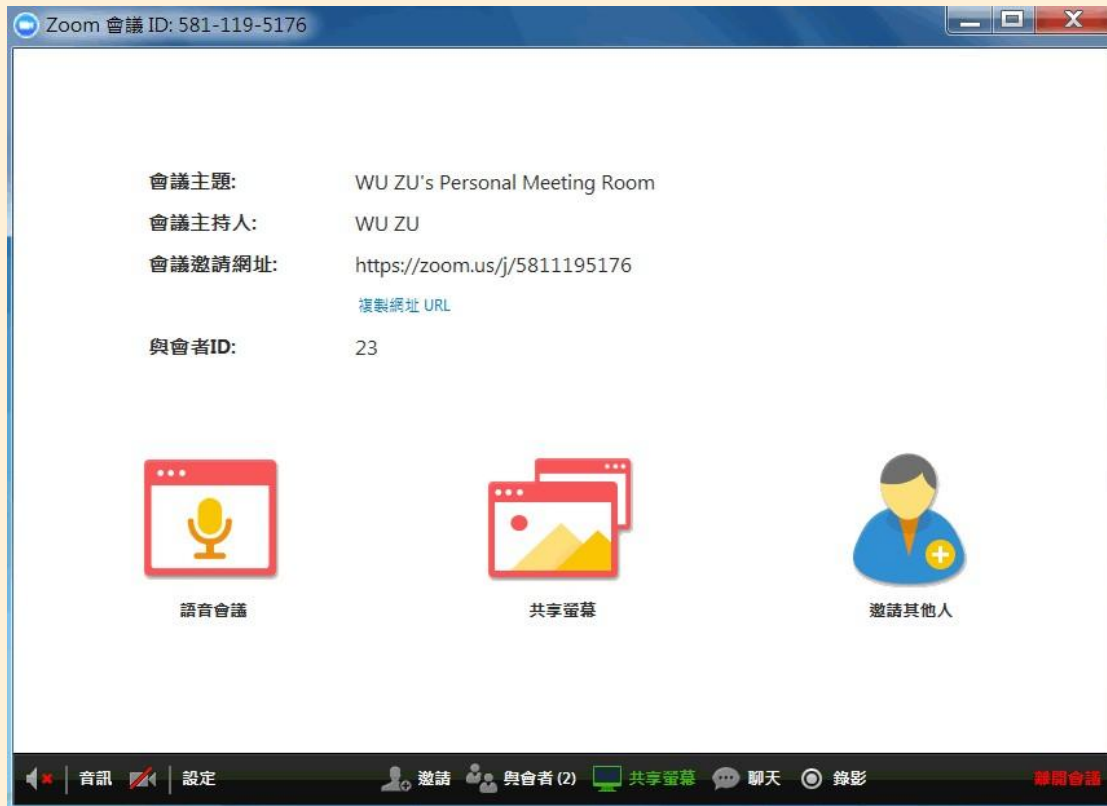 Zoom 會議 ID: 581-119-5176
會議主題: WU ZU's Personal Meeting Room
會議主持人: WU ZU
會議邀請網址: https://zoom.us/j/5811195176
複製網址 URL
與會者ID: 23
語音會議 共享螢幕 邀請其他人
音訊 設定 邀請 與會者 (2) 共享螢幕 聊天 錄影 離開會議